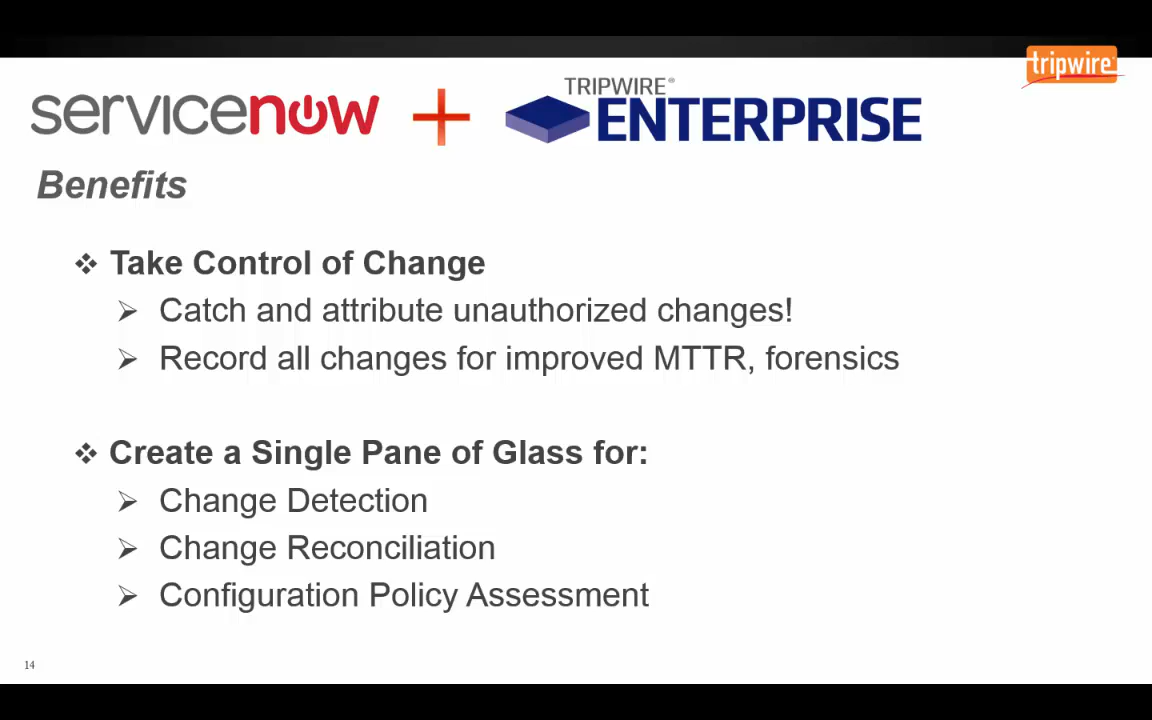 tripwire
servicenow + TRIPWIRE® ENTERPRISE
Benefits
❖ Take Control of Change
➢ Catch and attribute unauthorized changes!
➢ Record all changes for improved MTTR, forensics
❖ Create a Single Pane of Glass for:
➢ Change Detection
➢ Change Reconciliation
➢ Configuration Policy Assessment
14